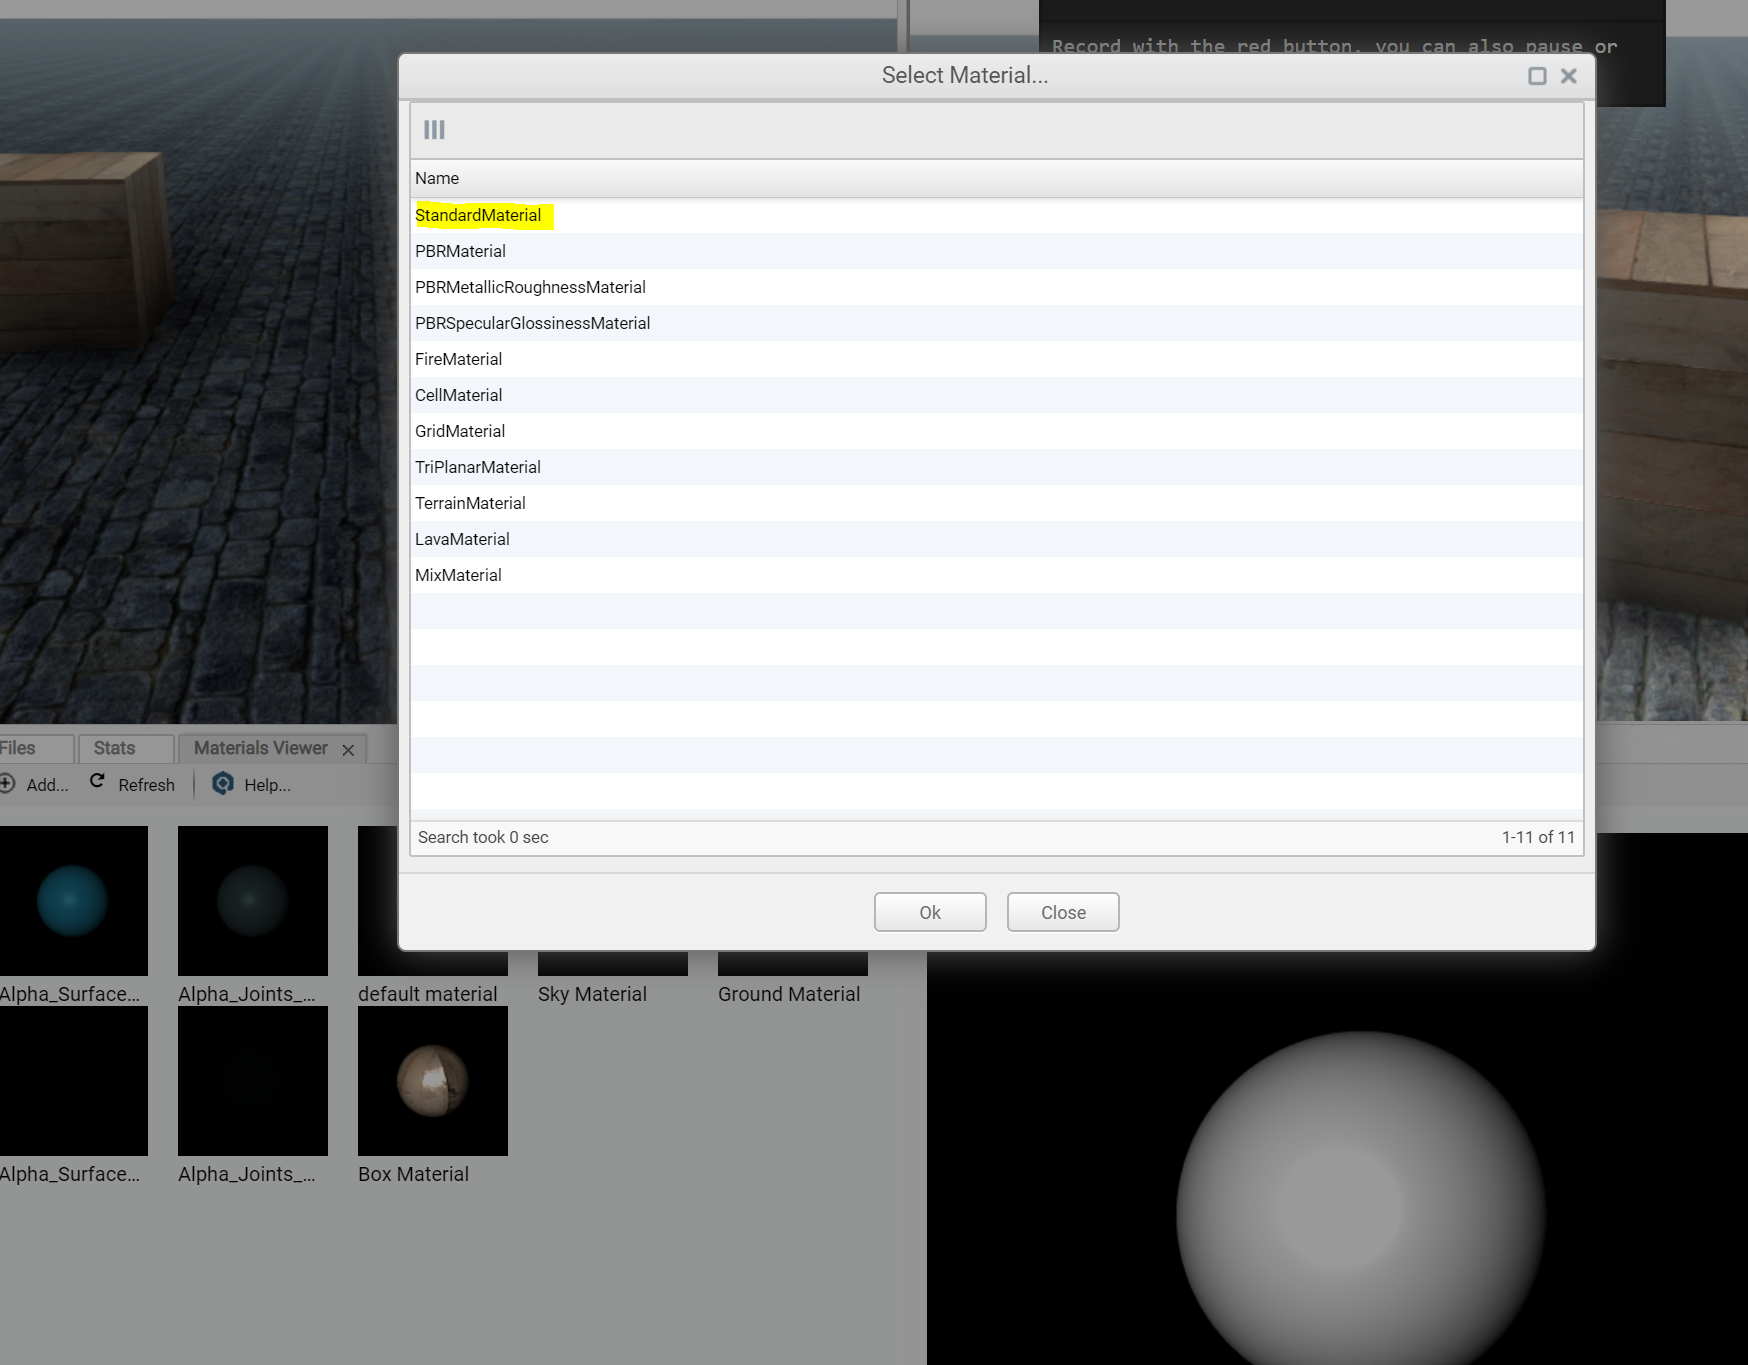 Record with the red button, you can also pause or
Select Material...
Name
StandardMaterial
PBRMaterial
PBRMetallicRoughnessMaterial
PBRSpecularGlossinessMaterial
FireMaterial
CellMaterial
GridMaterial
TriPlanarMaterial
TerrainMaterial
LavaMaterial
MixMaterial
Search took 0 sec
1-11 of 11
Ok
Close
Files
Stats
Materials Viewer
Add...
Refresh
Help...
Alpha_Surface...
Alpha_Joints_...
default material
Sky Material
Ground Material
Alpha_Surface...
Alpha_Joints_...
Box Material